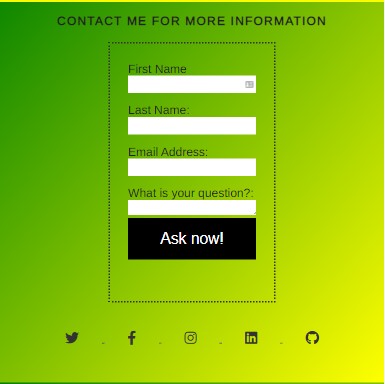 CONTACT ME FOR MORE INFORMATION
First Name
Last Name:
Email Address:
What is your question?:
Ask now!